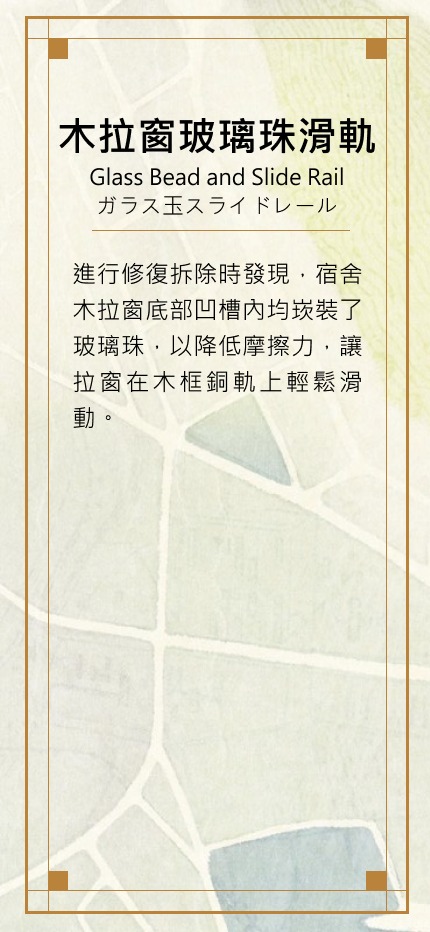 木拉窗玻璃珠滑軌
Glass Bead and Slide Rail
ガラス玉スライドレール
進行修復拆除時發現，宿舍
木拉窗底部凹槽內均崁裝了
玻璃珠，以降低摩擦力，讓
拉窗在木框銅軌上輕鬆滑
動。